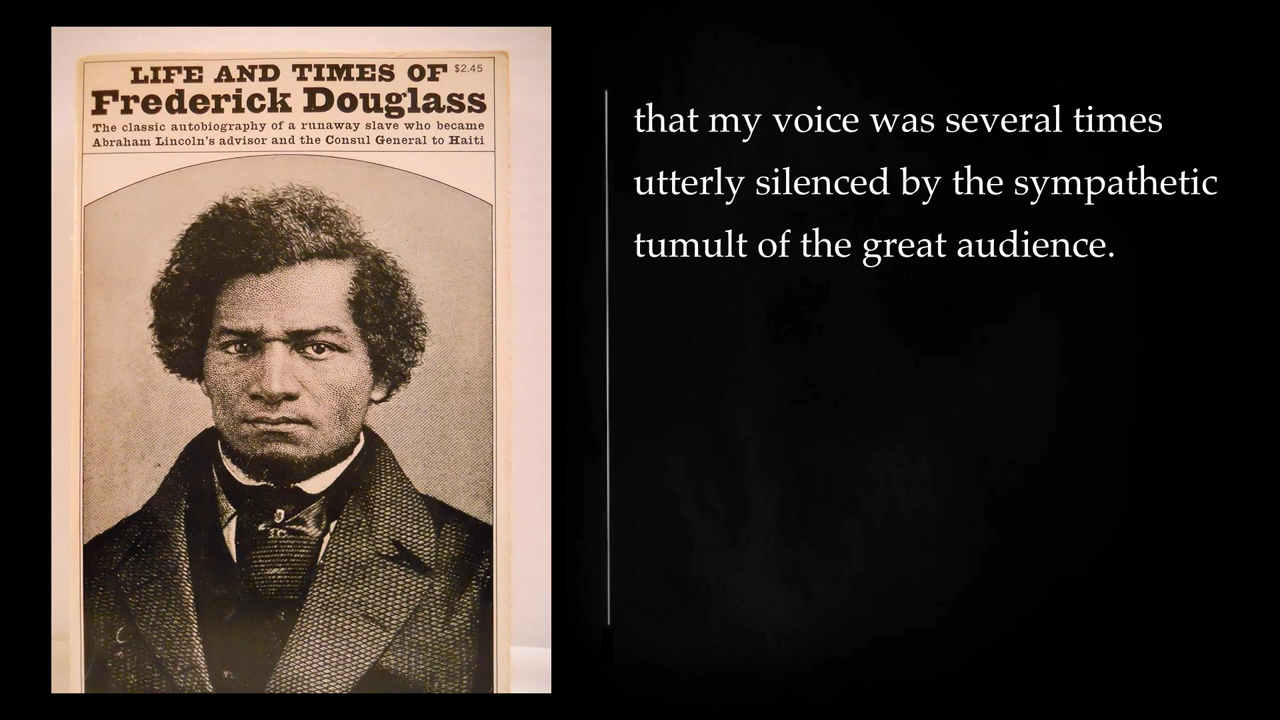 LIFE AND TIMES OF $2.45
Frederick Douglass
The classic autobiography of a runaway slave who became
Abraham Lincoln's advisor and the Consul General to Haiti
that my voice was several times
utterly silenced by the sympathetic
tumult of the great audience.